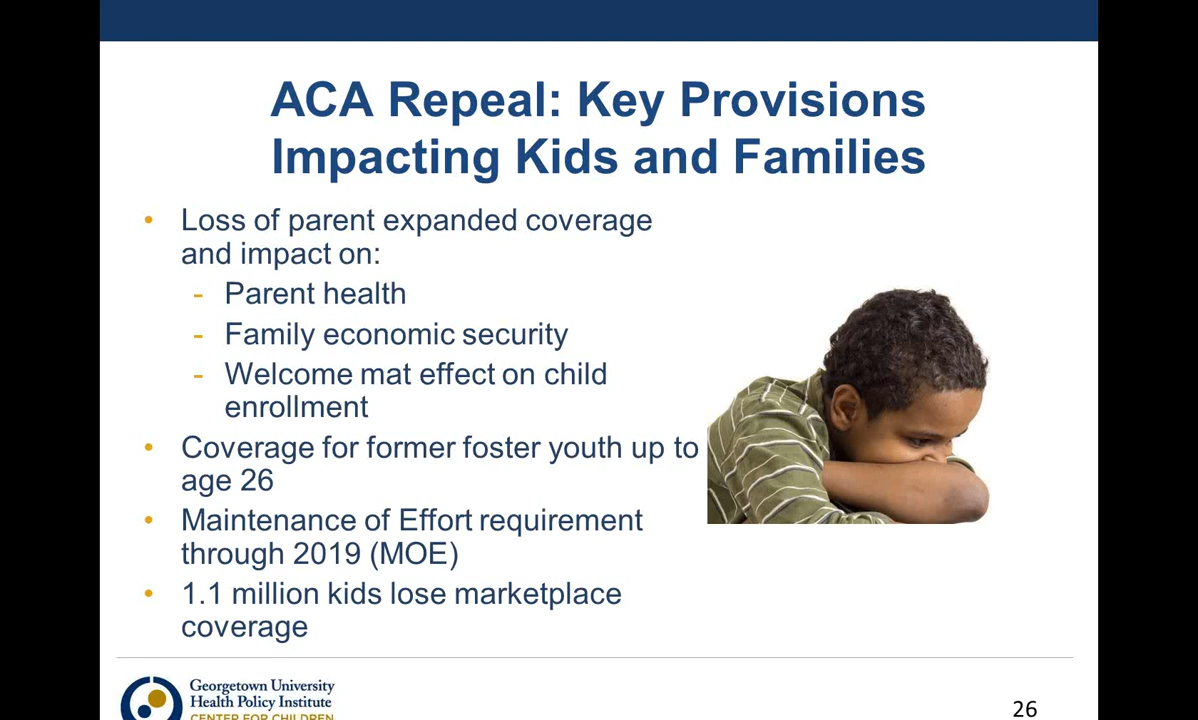 ACA Repeal: Key Provisions
Impacting Kids and Families
• Loss of parent expanded coverage
and impact on:
- Parent health
- Family economic security
- Welcome mat effect on child
enrollment
• Coverage for former foster youth up to
age 26
• Maintenance of Effort requirement
through 2019 (MOE)
• 1.1 million kids lose marketplace
coverage
Georgetown University
Health Policy Institute
CENTER FOR CHILDREN
26